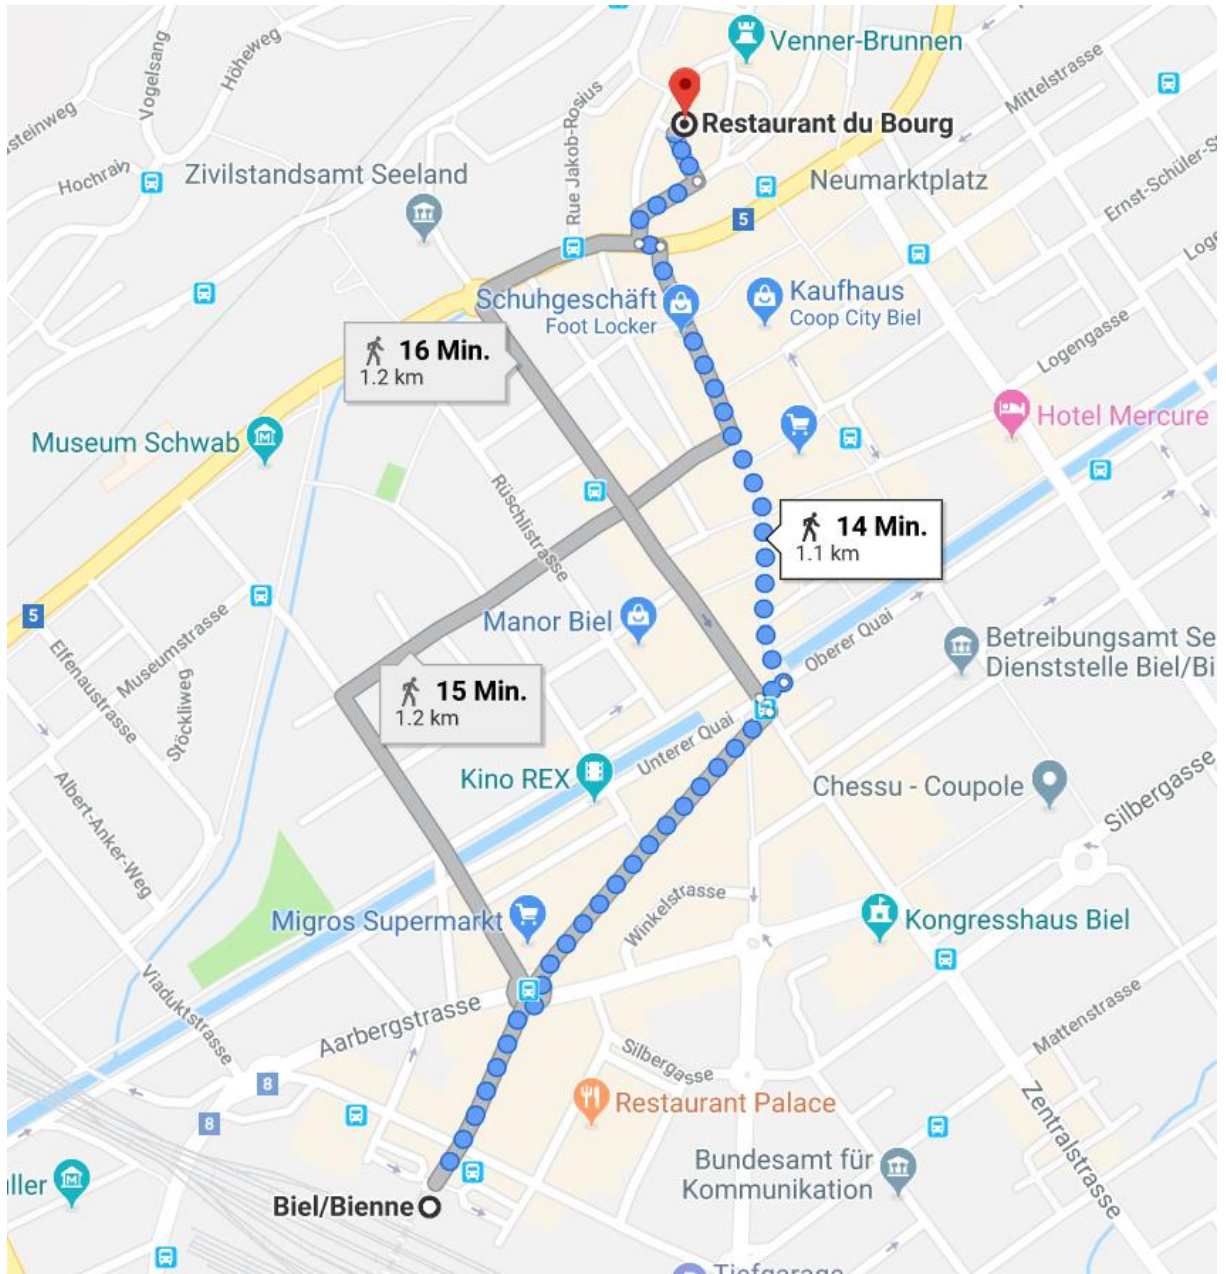 Venner-Brunnen
Restaurant du Bourg
Vogelsang
Höheweg
Mittelstrasse
Hochrain
Rue Jakob-Rosius
Zivilstandsamt Seeland
Neumarktplatz
5
Schuhgeschäft
Foot Locker
Kaufhaus
Coop City Biel
Logengasse
16 Min.
1.2 km
Museum Schwab
Hotel Mercure
Rüschlistrasse
14 Min.
1.1 km
5
Manor Biel
Oberer Quai
Betreibungsamt Se
Dienststelle Biel/Bi
Museumstrasse
Elfenaustrasse
Stöckliweg
15 Min.
1.2 km
Unterer Quai
Kino REX
Chessu - Coupole
Silbergasse
Albert-Anker-Weg
Migros Supermarkt
Winkelstrasse
Kongresshaus Biel
Viaduktstrasse
Aarbergstrasse
Mattenstrasse
Silbergasse
8
8
Restaurant Palace
Zentralstrasse
Bundesamt für
Kommunikation
ller
Biel/Bienne